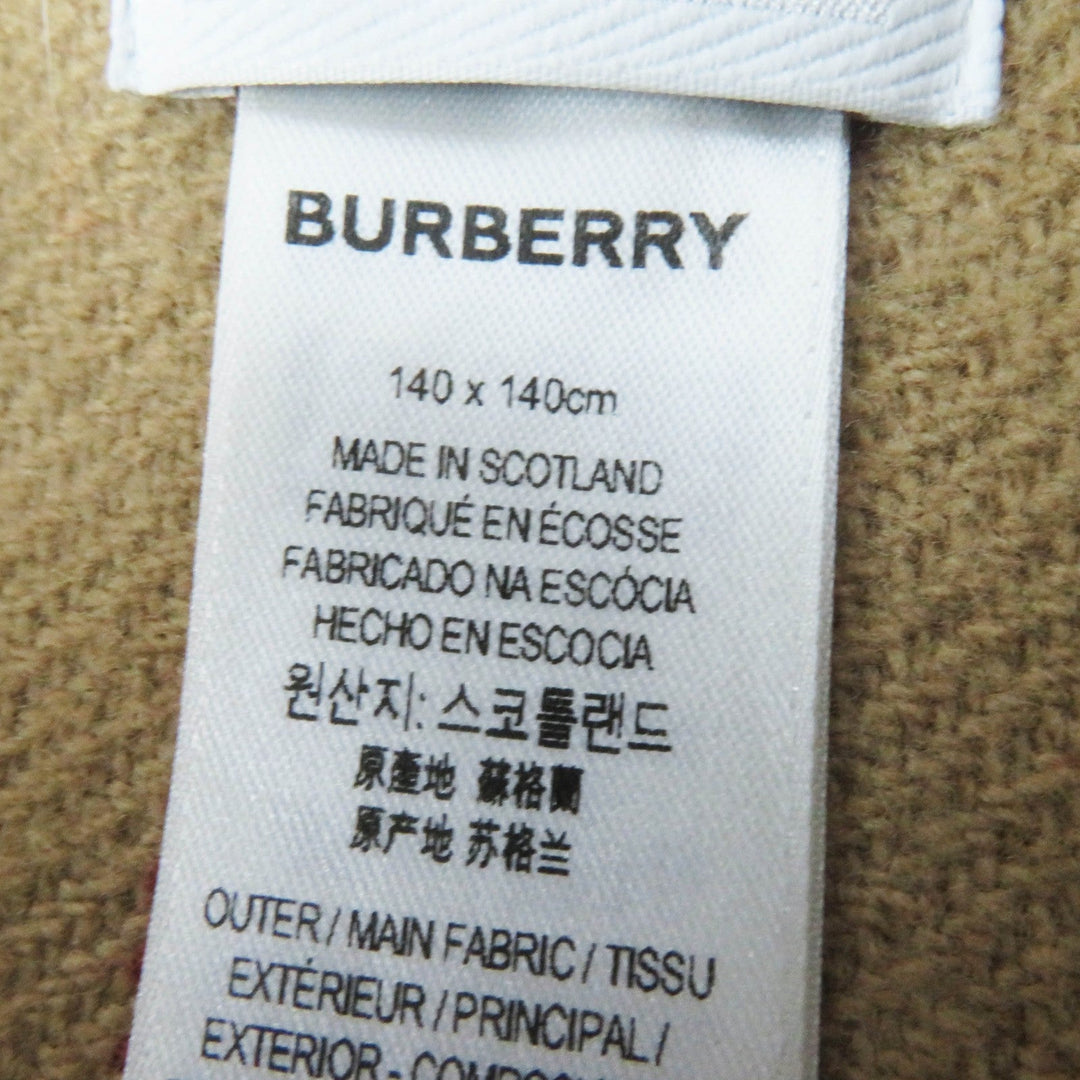 BURBERRY
140 x 140cm
MADE IN SCOTLAND
FABRIQUÉ EN ÉCOSSE
FABRICADO NA ESCÓCIA
HECHO EN ESCOCIA
원산지: 스코틀랜드
原產地 蘇格蘭
原产地 苏格兰
OUTER / MAIN FABRIC / TISSU
EXTÉRIEUR / PRINCIPAL /
EXTERIOR -